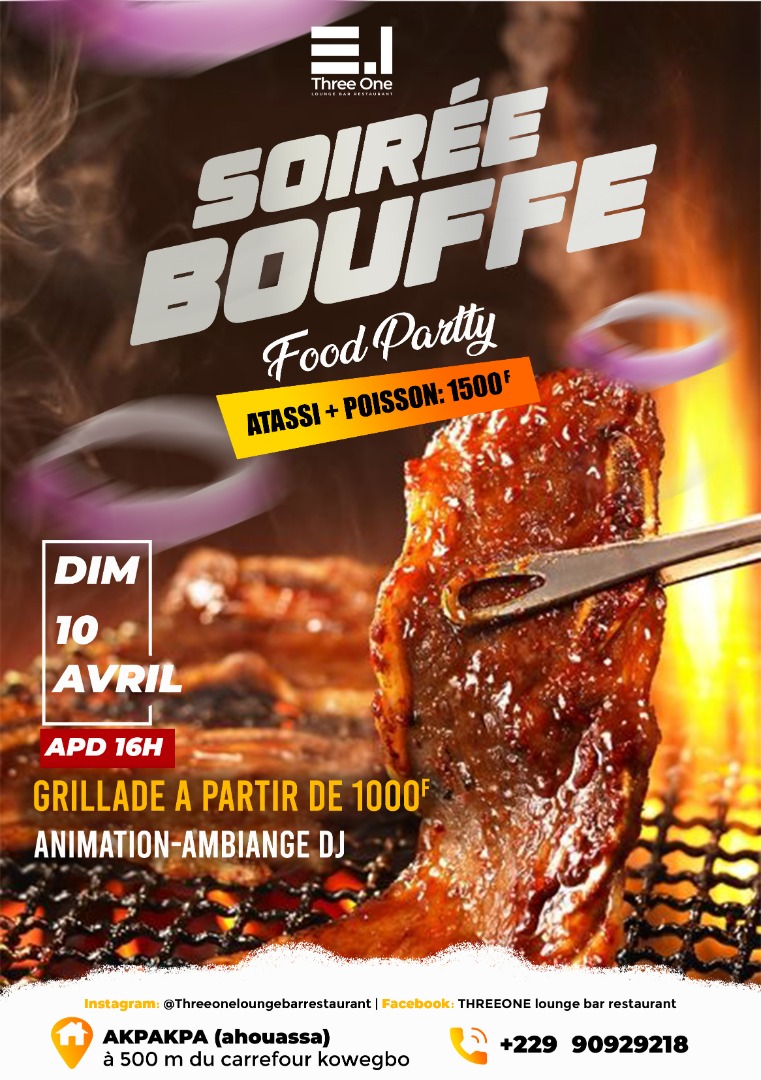 Three One
LOUNGE BAR RESTAURANT
SOIRÉE
BOUFFE
Food Partty
ATASSI + POISSON: 1500F
DIM
10
AVRIL
APD 16H
GRILLADE A PARTIR DE 1000F
ANIMATION-AMBIANGE DJ
Instagram: @Threeoneloungebarrestaurant | Facebook: THREEONE lounge bar restaurant
AKPAKPA (ahouassa)
à 500 m du carrefour kowegbo
+229 90929218